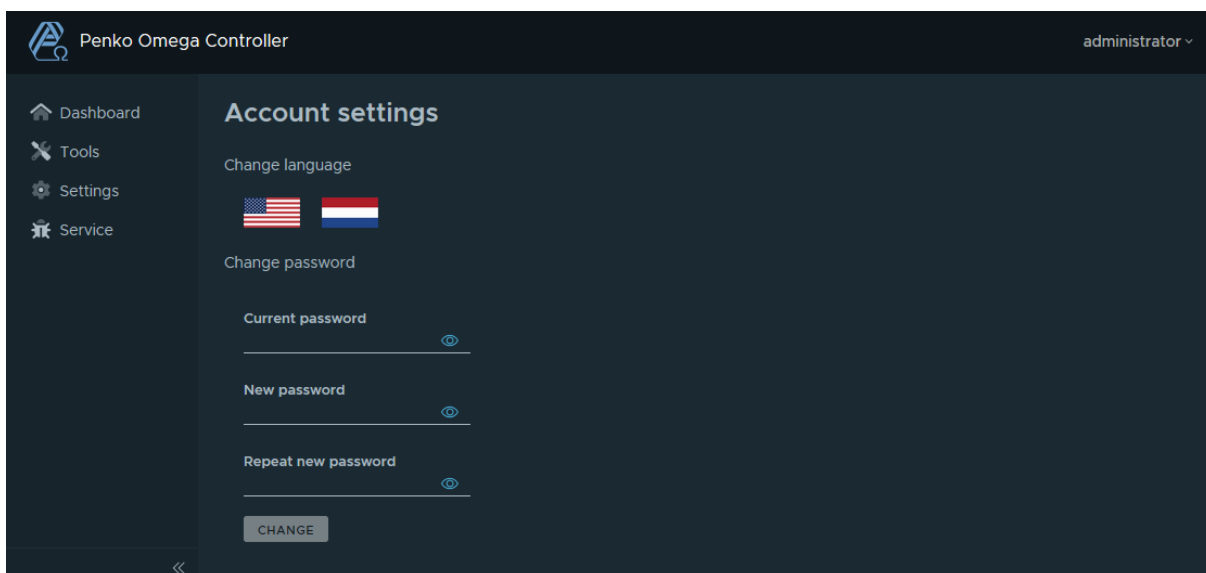 Penko Omega Controller
administrator
Dashboard
Tools
Settings
Service
Account settings
Change language
Change password
Current password
New password
Repeat new password
CHANGE